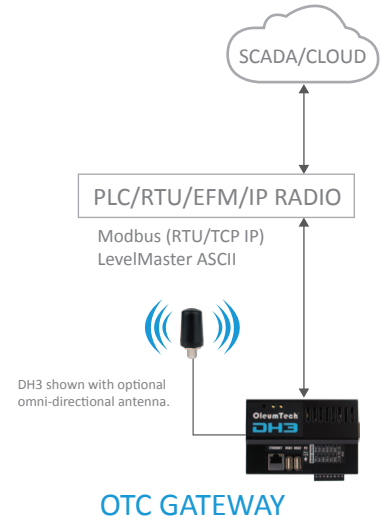 SCADA/CLOUD
PLC/RTU/EFM/IP RADIO
Modbus (RTU/TCP IP)
LevelMaster ASCII
DH3 shown with optional
omni-directional antenna.
OleumTech
DH3
ETHERNET
OTC GATEWAY